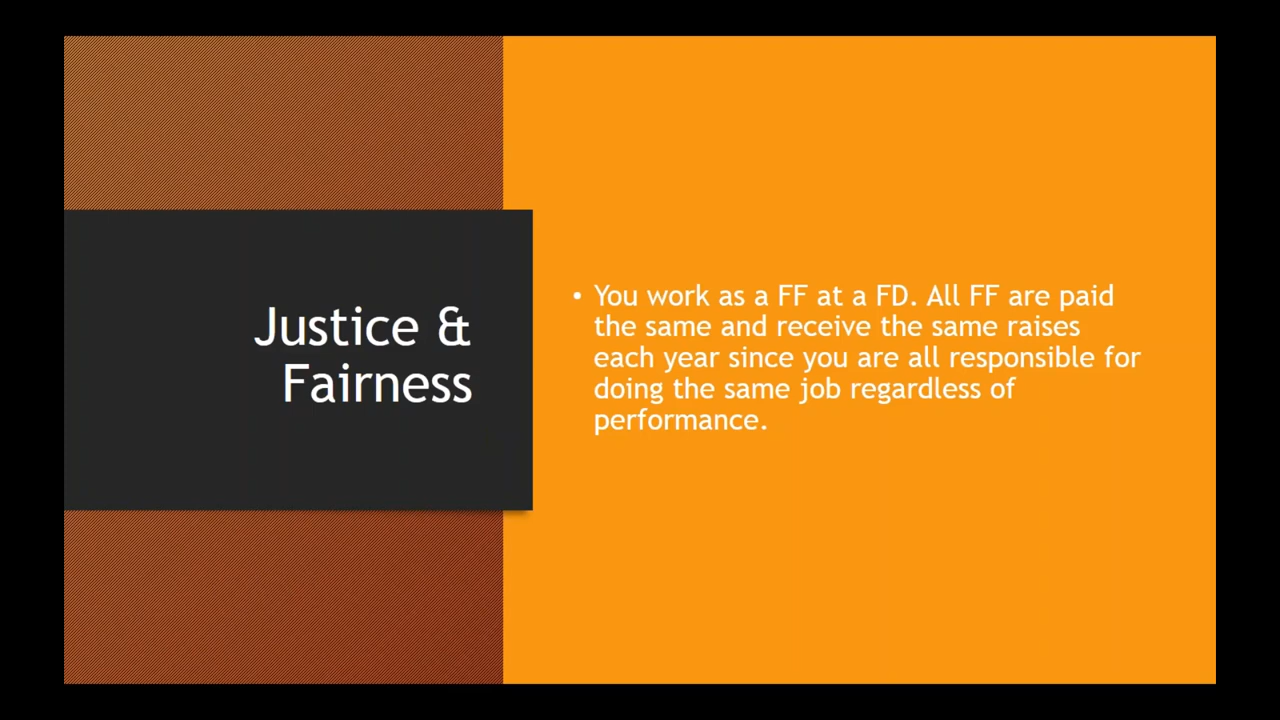 Justice &
Fairness
• You work as a FF at a FD. All FF are paid
the same and receive the same raises
each year since you are all responsible for
doing the same job regardless of
performance.